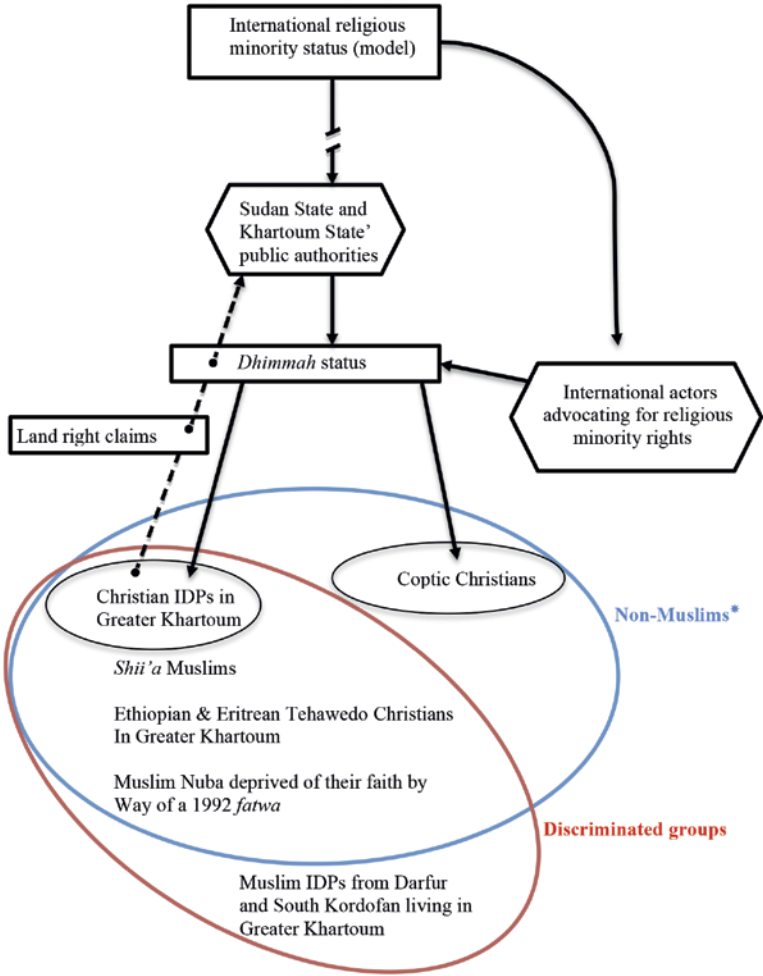 International religious
minority status (model)
Sudan State and
Khartoum State’
public authorities
Dhimmah status
International actors
advocating for religious
minority rights
Land right claims
Christian IDPs in
Greater Khartoum
Coptic Christians
Non-Muslims*
Shii’a Muslims
Ethiopian & Eritrean Tehawedo Christians
In Greater Khartoum
Muslim Nuba deprived of their faith by
Way of a 1992 fatwa
Discriminated groups
Muslim IDPs from Darfur
and South Kordofan living in
Greater Khartoum